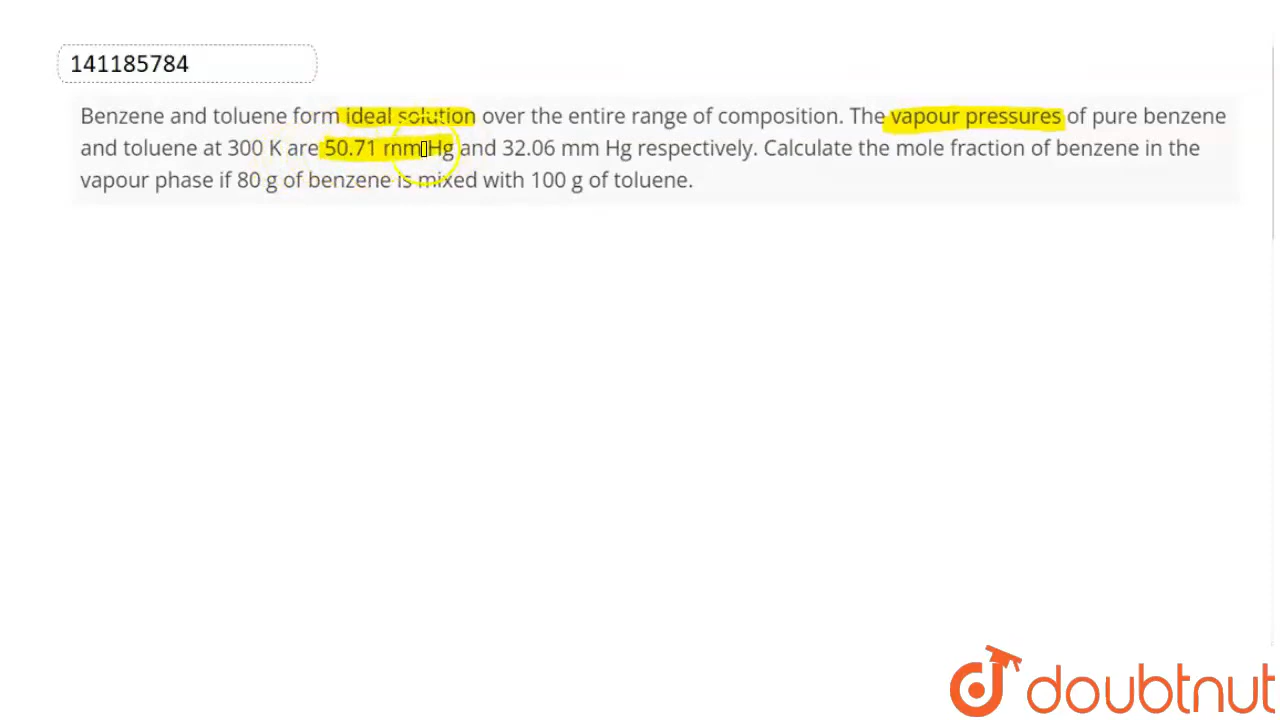 141185784
Benzene and toluene form ideal solution over the entire range of composition. The vapour pressures of pure benzene
and toluene at 300 K are 50.71 mm Hg and 32.06 mm Hg respectively. Calculate the mole fraction of benzene in the
vapour phase if 80 g of benzene is mixed with 100 g of toluene.
doubtnut